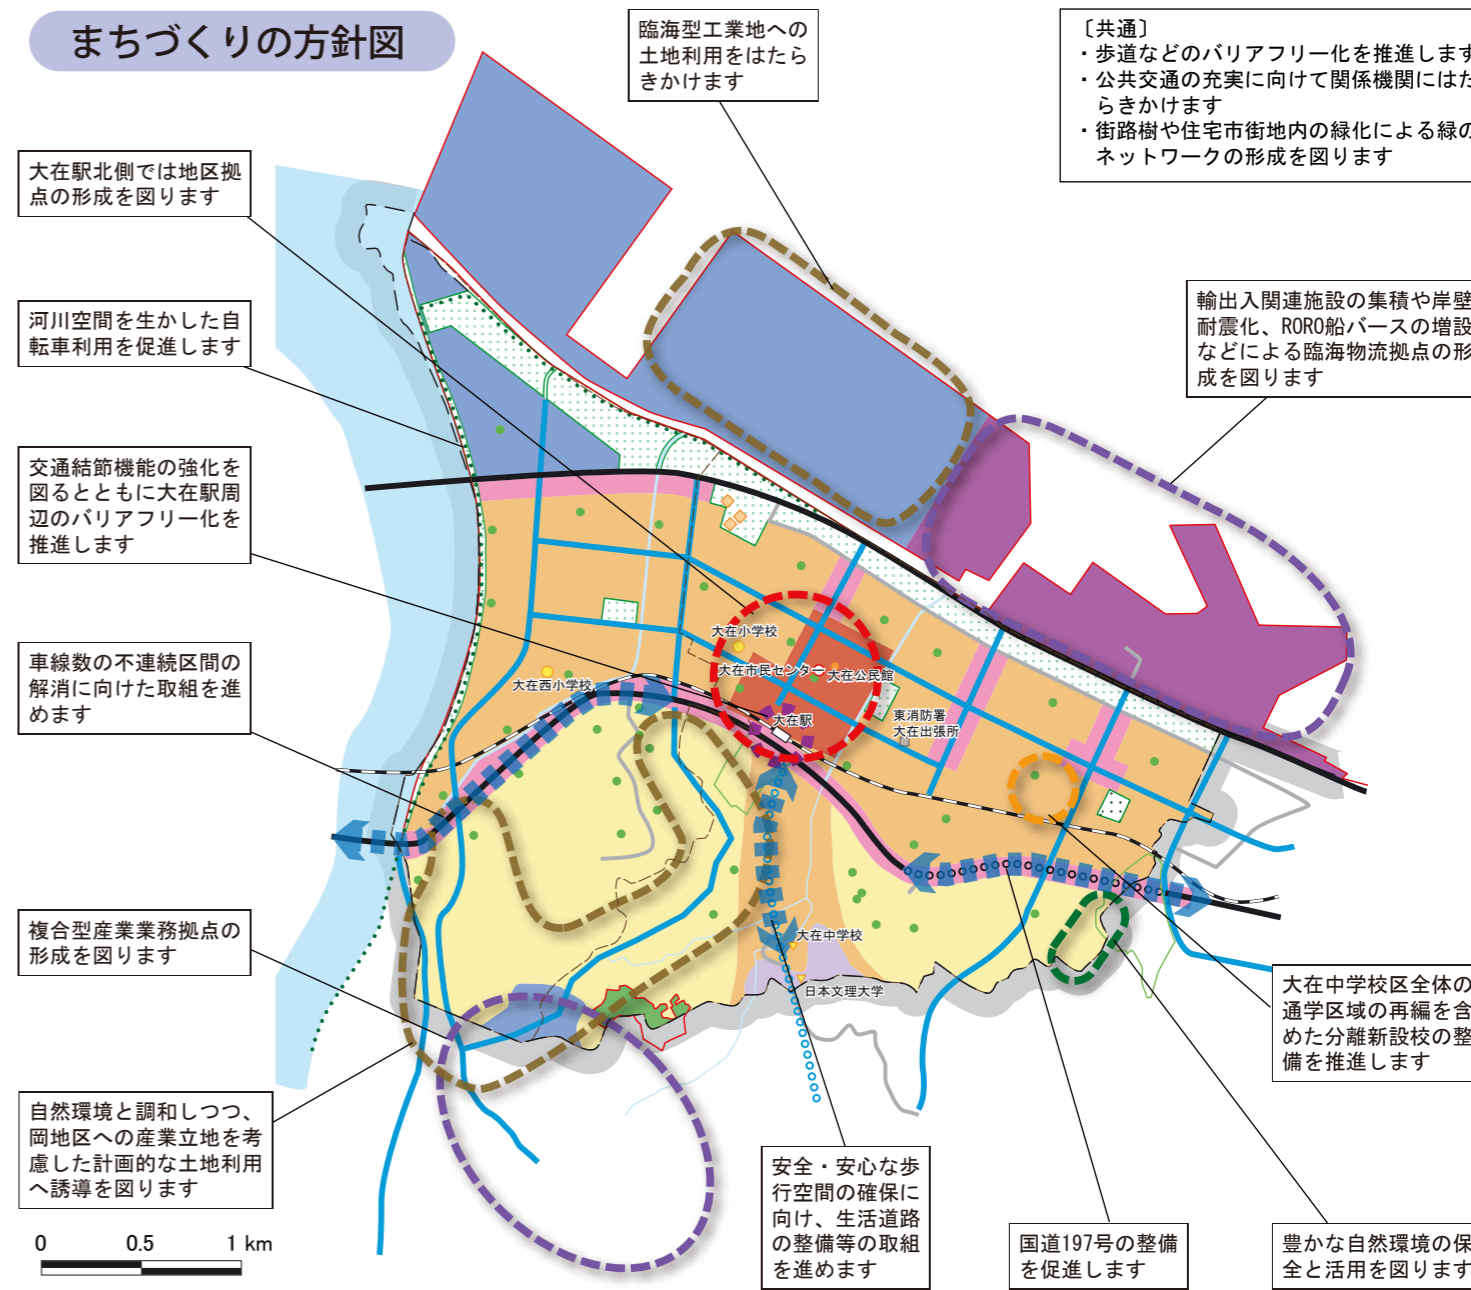 まちづくりの方針図
臨海型工業地への
土地利用をはたら
きかけます
〔共通〕
・歩道などのバリアフリー化を推進します
・公共交通の充実に向けて関係機関にはた
らきかけます
・街路樹や住宅市街地内の緑化による緑の
ネットワークの形成を図ります
大在駅北側では地区拠
点の形成を図ります
河川空間を生かした自
転車利用を促進します
輸出入関連施設の集積や岸壁
耐震化、RORO船バースの増設
などによる臨海物流拠点の形
成を図ります
交通結節機能の強化を
図るとともに大在駅周
辺のバリアフリー化を
推進します
車線数の不連続区間の
解消に向けた取組を進
めます
大在小学校
大在市民センター
大在公民館
大在西小学校
大在駅
東消防署
大在出張所
複合型産業業務拠点の
形成を図ります
大在中学校
日本文理大学
大在中学校区全体の
通学区域の再編を含
めた分離新設校の整
備を推進します
自然環境と調和しつつ、
岡地区への産業立地を考
慮した計画的な土地利用
へ誘導を図ります
安全・安心な歩
行空間の確保に
向け、生活道路
の整備等の取組
を進めます
国道197号の整備
を促進します
豊かな自然環境の保
全と活用を図ります
0 0.5 1 km